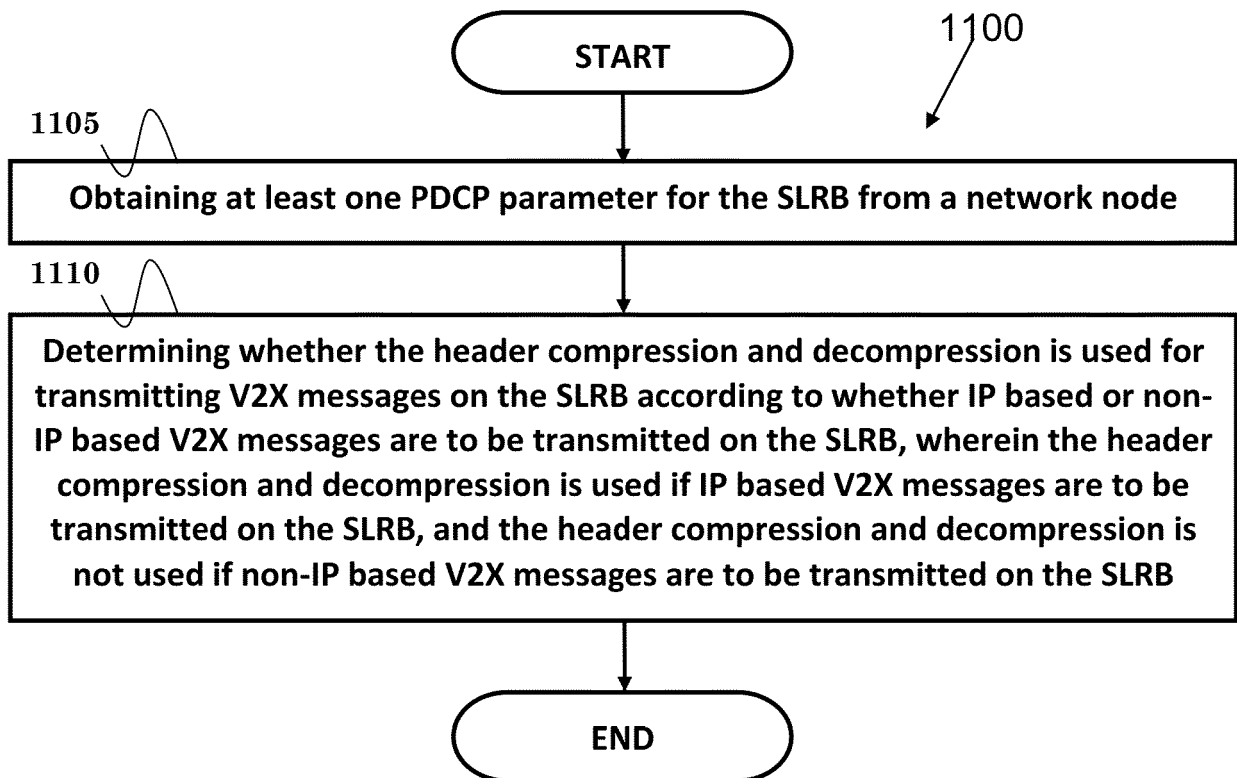 START
1100
1105
Obtaining at least one PDCP parameter for the SLRB from a network node
1110
Determining whether the header compression and decompression is used for
transmitting V2X messages on the SLRB according to whether IP based or non-
IP based V2X messages are to be transmitted on the SLRB, wherein the header
compression and decompression is used if IP based V2X messages are to be
transmitted on the SLRB, and the header compression and decompression is
not used if non-IP based V2X messages are to be transmitted on the SLRB
END